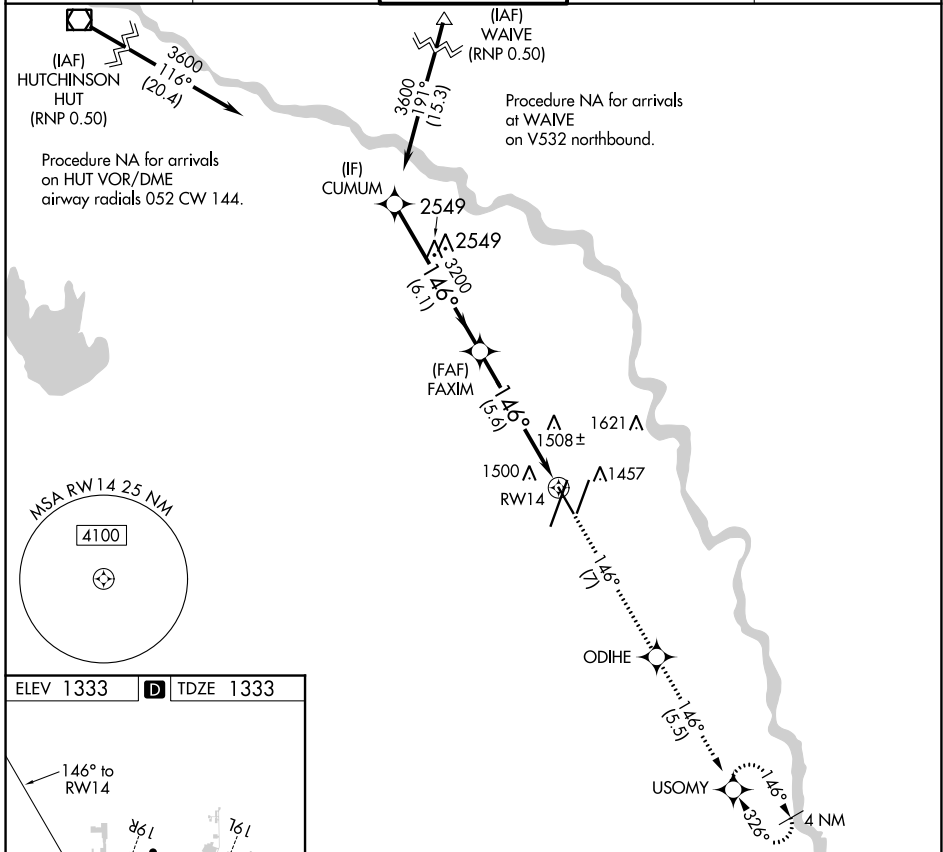 (IAF)
HUTCHINSON
HUT
(RNP 0.50)
3600
116°
(20.4)
(IAF)
WAIVE
(RNP 0.50)
3600
191°
(15.3)
Procedure NA for arrivals
at WAIVE
on V532 northbound.
Procedure NA for arrivals
on HUT VOR/DME
airway radials 052 CW 144.
(IF)
CUMUM
2549
2549
3200
146°
(6.1)
(FAF)
FAXIM
146°
(5.6)
1508±
1621
1500
1457
RW14
MSA RW14 25 NM
4100
146°
(7)
ODIHE
146°
(5.5)
USOMY
146°
326°
4 NM
ELEV 1333
D
TDZE 1333
146° to
RW14
19R
19L